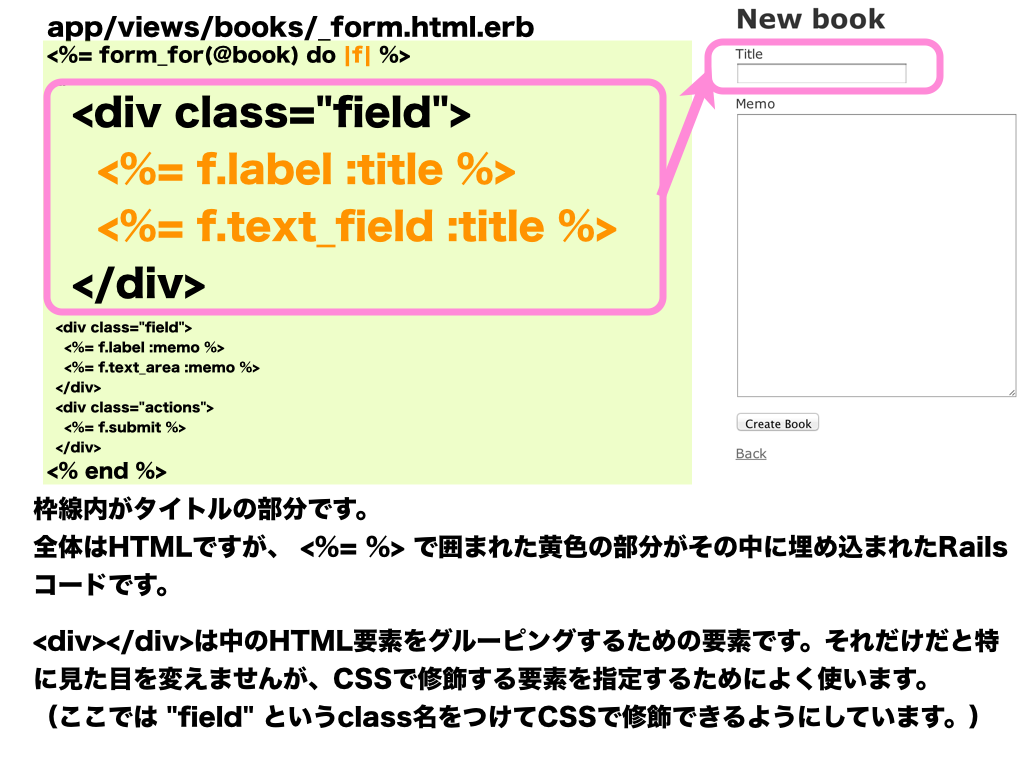 app/views/books/_form.html.erb
<%= form_for(@book) do |f| %>
<div class="field">
<%= f.label :title %>
<%= f.text_field :title %>
</div>
<div class="field">
<%= f.label :memo %>
<%= f.text_area :memo %>
</div>
<div class="actions">
<%= f.submit %>
</div>
<% end %>
New book
Title
Memo
Create Book
Back
枠線内がタイトルの部分です。
全体はHTMLですが、 <%= %> で囲まれた黄色の部分がその中に埋め込まれたRails
コードです。
<div></div>は中のHTML要素をグルーピングするための要素です。それだけだと特
に見た目を変えませんが、CSSで修飾する要素を指定するためによく使います。
（ここでは "field" というclass名をつけてCSSで修飾できるようにしています。）